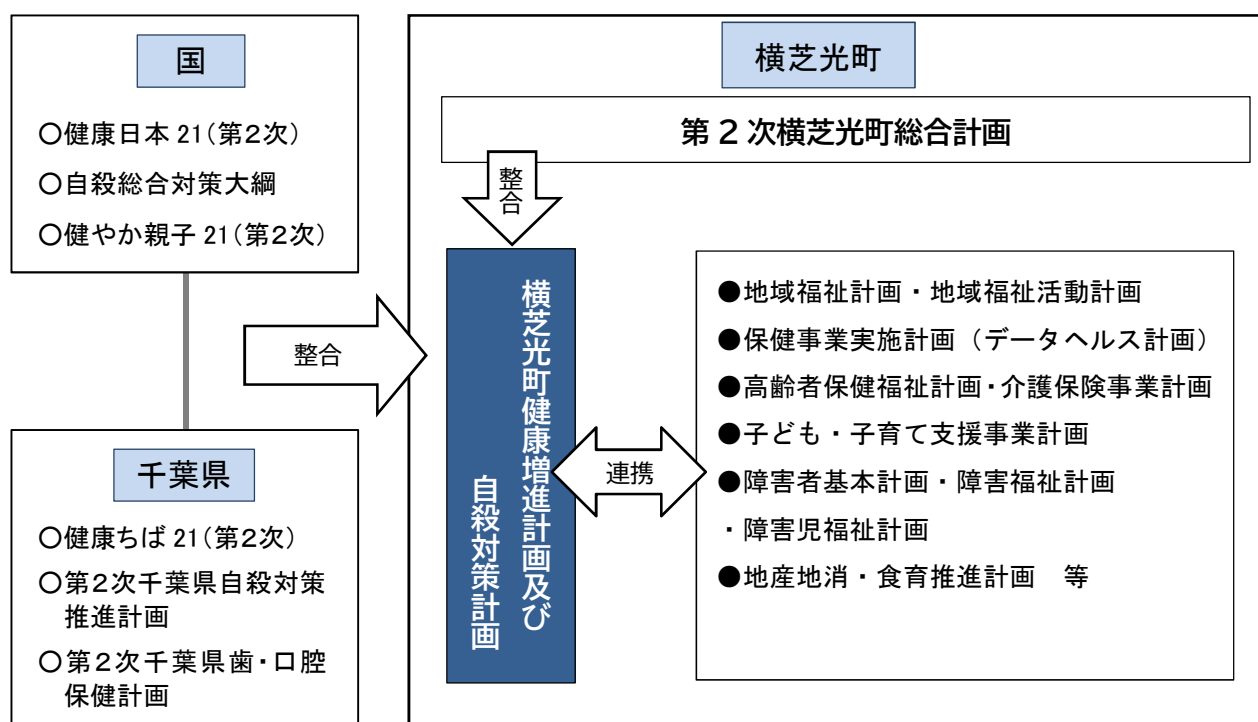 国
〇健康日本 21（第２次）
〇自殺総合対策大綱
〇健やか親子 21（第２次）
千葉県
〇健康ちば 21（第２次）
〇第２次千葉県自殺対策
推進計画
〇第２次千葉県歯・口腔
保健計画
整合
横芝光町
第２次横芝光町総合計画
整合
横芝光町健康増進計画及び
自殺対策計画
連携
●地域福祉計画・地域福祉活動計画
●保健事業実施計画（データヘルス計画）
●高齢者保健福祉計画・介護保険事業計画
●子ども・子育て支援事業計画
●障害者基本計画・障害福祉計画
・障害児福祉計画
●地産地消・食育推進計画　等